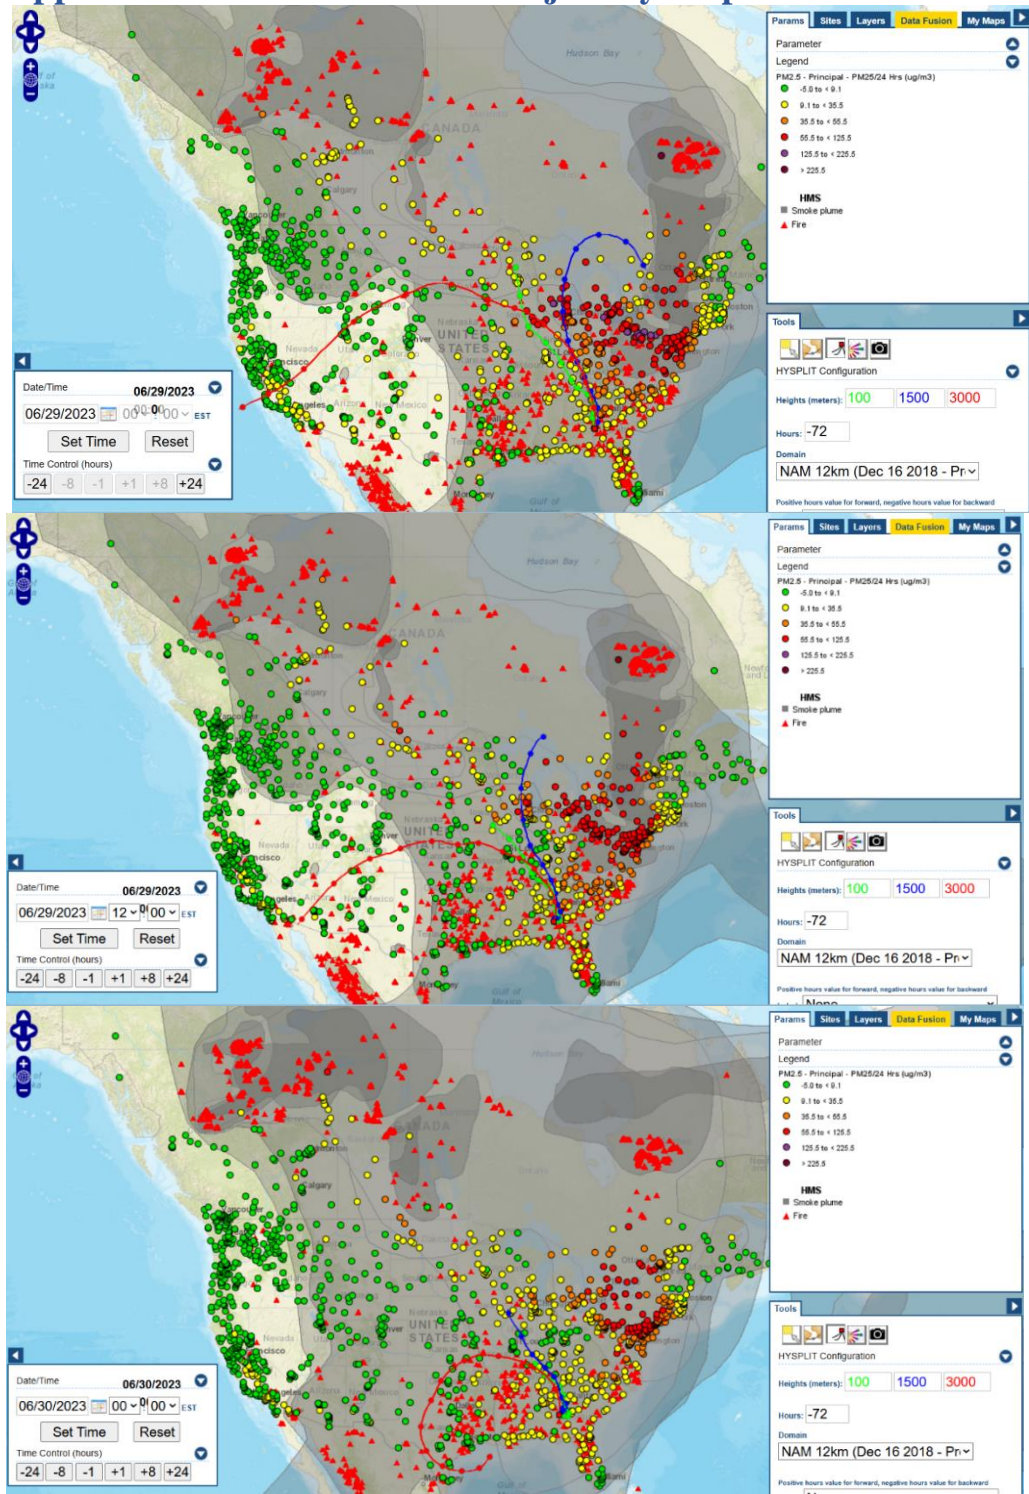 Params Sites Layers Data Fusion My Maps
Parameter
Legend
PM2.5 - Principal - PM25/24 Hrs (ug/m3)
-5.0 to < 9.1
9.1 to < 35.5
35.5 to < 55.5
55.5 to < 125.5
125.5 to < 225.5
> 225.5
HMS
Smoke plume
Fire
Hudson Bay
CANADA
Calgary
Vancouver
Nebraska
UNITED
STATES
Nevada
Arizona
New Mexico
Gulf of
Tools
HYSPLIT Configuration
Heights (meters): 100 1500 3000
Hours: -72
Domain
NAM 12km (Dec 16 2018 - Pr
Positive hours value for forward, negative hours value for backward
Date/Time 06/29/2023
06/29/2023 00 00 EST
Set Time Reset
Time Control (hours)
-24 -8 -1 +1 +8 +24
Params Sites Layers Data Fusion My Maps
Parameter
Legend
PM2.5 - Principal - PM25/24 Hrs (ug/m3)
-5.0 to < 9.1
9.1 to < 35.5
35.5 to < 55.5
55.5 to < 125.5
125.5 to < 225.5
> 225.5
HMS
Smoke plume
Fire
Hudson Bay
CANADA
Calgary
Nebraska
UNITED
STATES
Nevada
New Mexico
Gulf of
Mexico
Tools
HYSPLIT Configuration
Heights (meters): 100 1500 3000
Hours: -72
Domain
NAM 12km (Dec 16 2018 - Pr
Positive hours value for forward, negative hours value for backward
Date/Time 06/29/2023
06/29/2023 12 00 EST
Set Time Reset
Time Control (hours)
-24 -8 -1 +1 +8 +24
Params Sites Layers Data Fusion My Maps
Parameter
Legend
PM2.5 - Principal - PM25/24 Hrs (ug/m3)
-5.0 to < 9.1
9.1 to < 35.5
35.5 to < 55.5
55.5 to < 125.5
125.5 to < 225.5
> 225.5
HMS
Smoke plume
Fire
Hudson Bay
CANADA
Calgary
Nebraska
UNITED
STATES
Nevada
Gulf of
Tools
HYSPLIT Configuration
Heights (meters): 100 1500 3000
Hours: -72
Domain
NAM 12km (Dec 16 2018 - Pr
Positive hours value for forward, negative hours value for backward
Date/Time 06/30/2023
06/30/2023 00 00 EST
Set Time Reset
Time Control (hours)
-24 -8 -1 +1 +8 +24